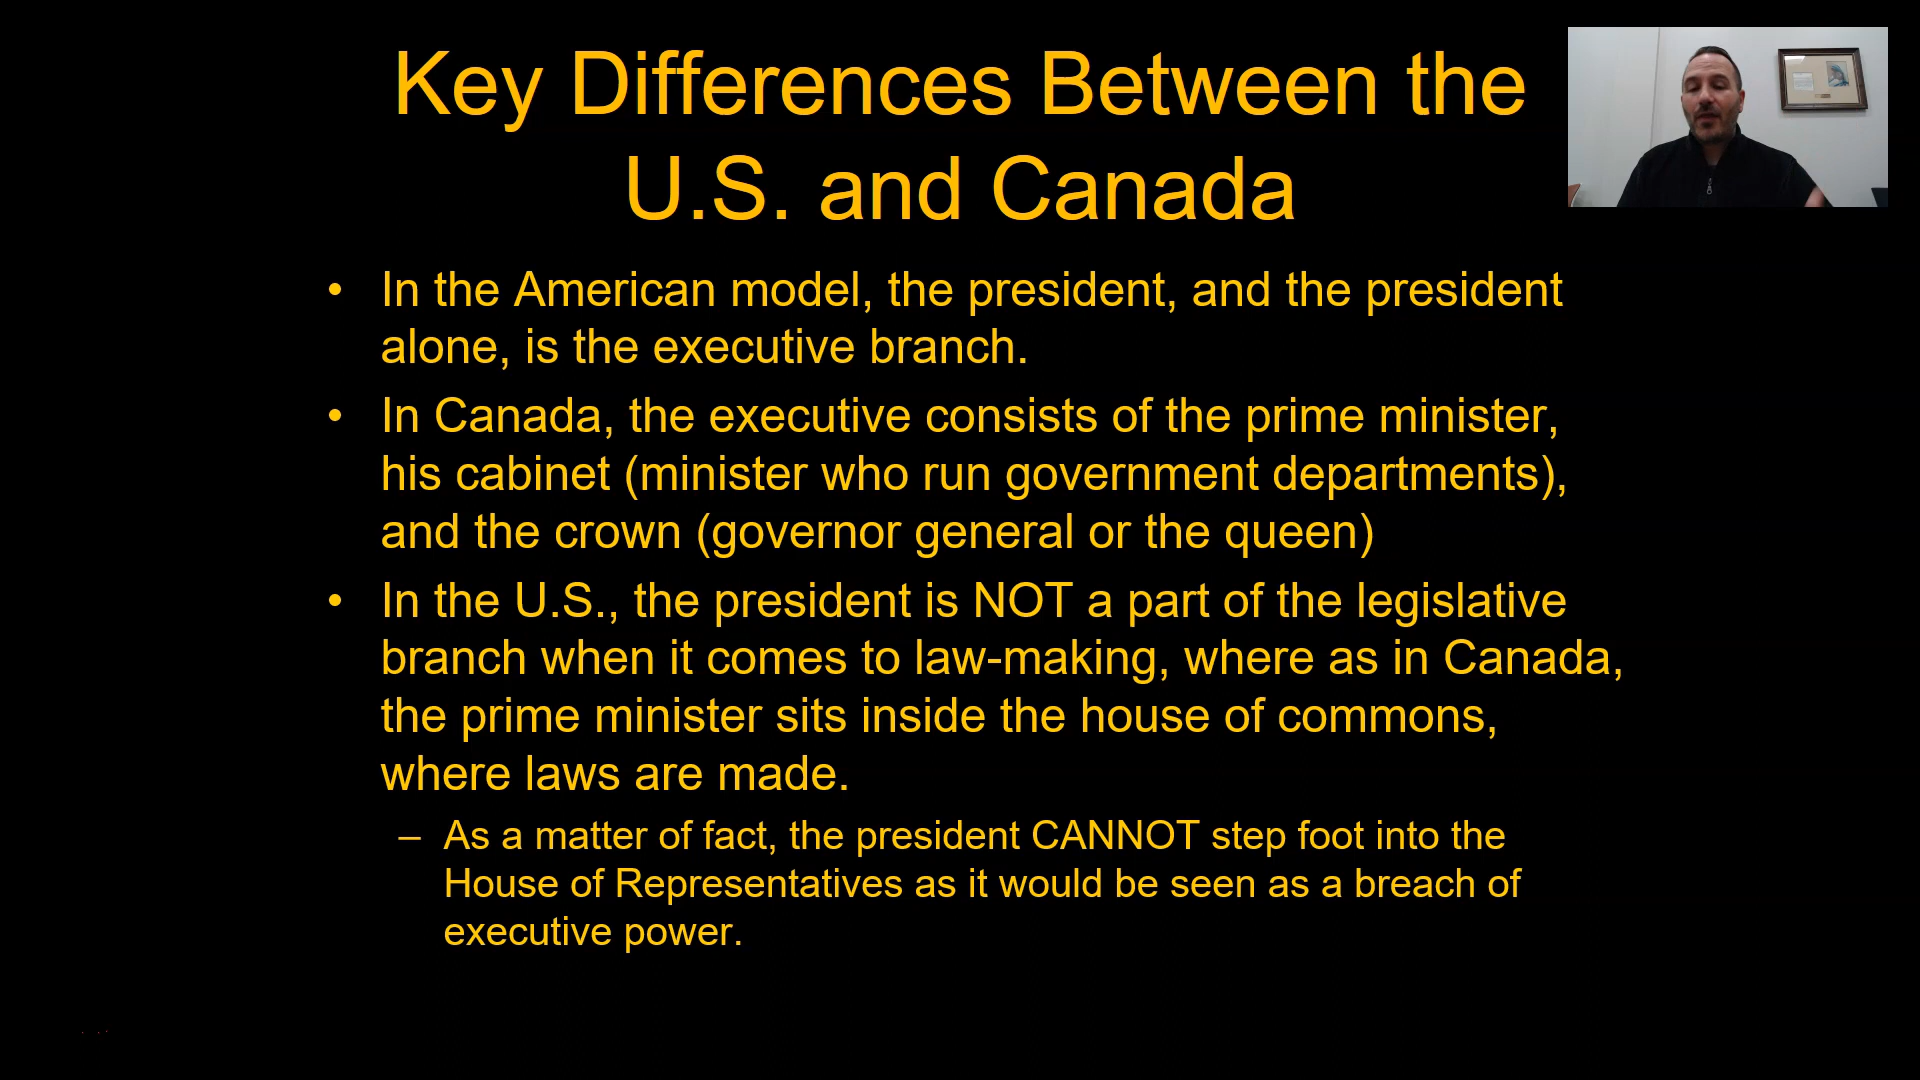 Key Differences Between the
U.S. and Canada
• In the American model, the president, and the president
alone, is the executive branch.
• In Canada, the executive consists of the prime minister,
his cabinet (minister who run government departments),
and the crown (governor general or the queen)
• In the U.S., the president is NOT a part of the legislative
branch when it comes to law-making, where as in Canada,
the prime minister sits inside the house of commons,
where laws are made.
– As a matter of fact, the president CANNOT step foot into the
House of Representatives as it would be seen as a breach of
executive power.